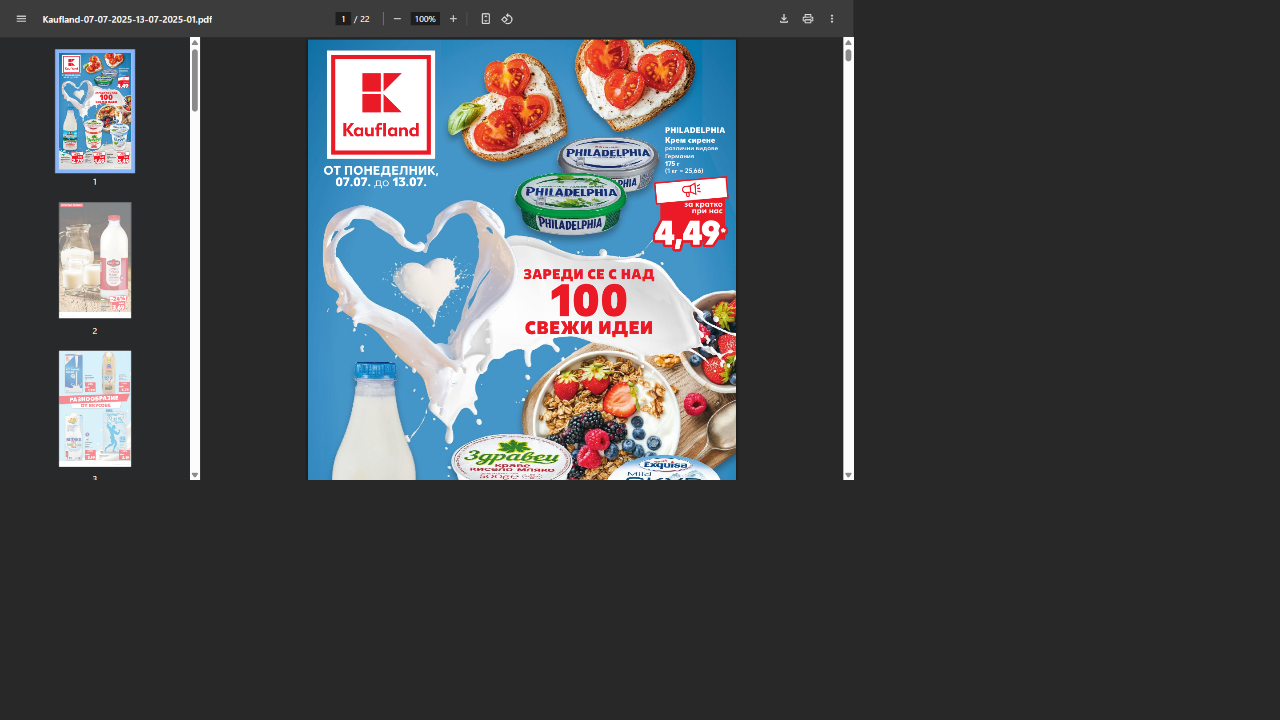 Kaufland-07-07-2025-13-07-2025-01.pdf
1 / 22
100%
1
2
3
Kaufland
ОТ ПОНЕДЕЛНИК,
07.07. до 13.07.
PHILADELPHIA
PHILADELPHIA
PHILADELPHIA
PHILADELPHIA
Крем сирене
различни видове
Германия
175 г
(1 кг = 25,66)
за кратко
при нас
4,49*
ЗАРЕДИ СЕ С НАД
100
СВЕЖИ ИДЕИ
Здравец
краве
кисело мляко
Exquisa
Mild
РАЗНООБРАЗИЕ